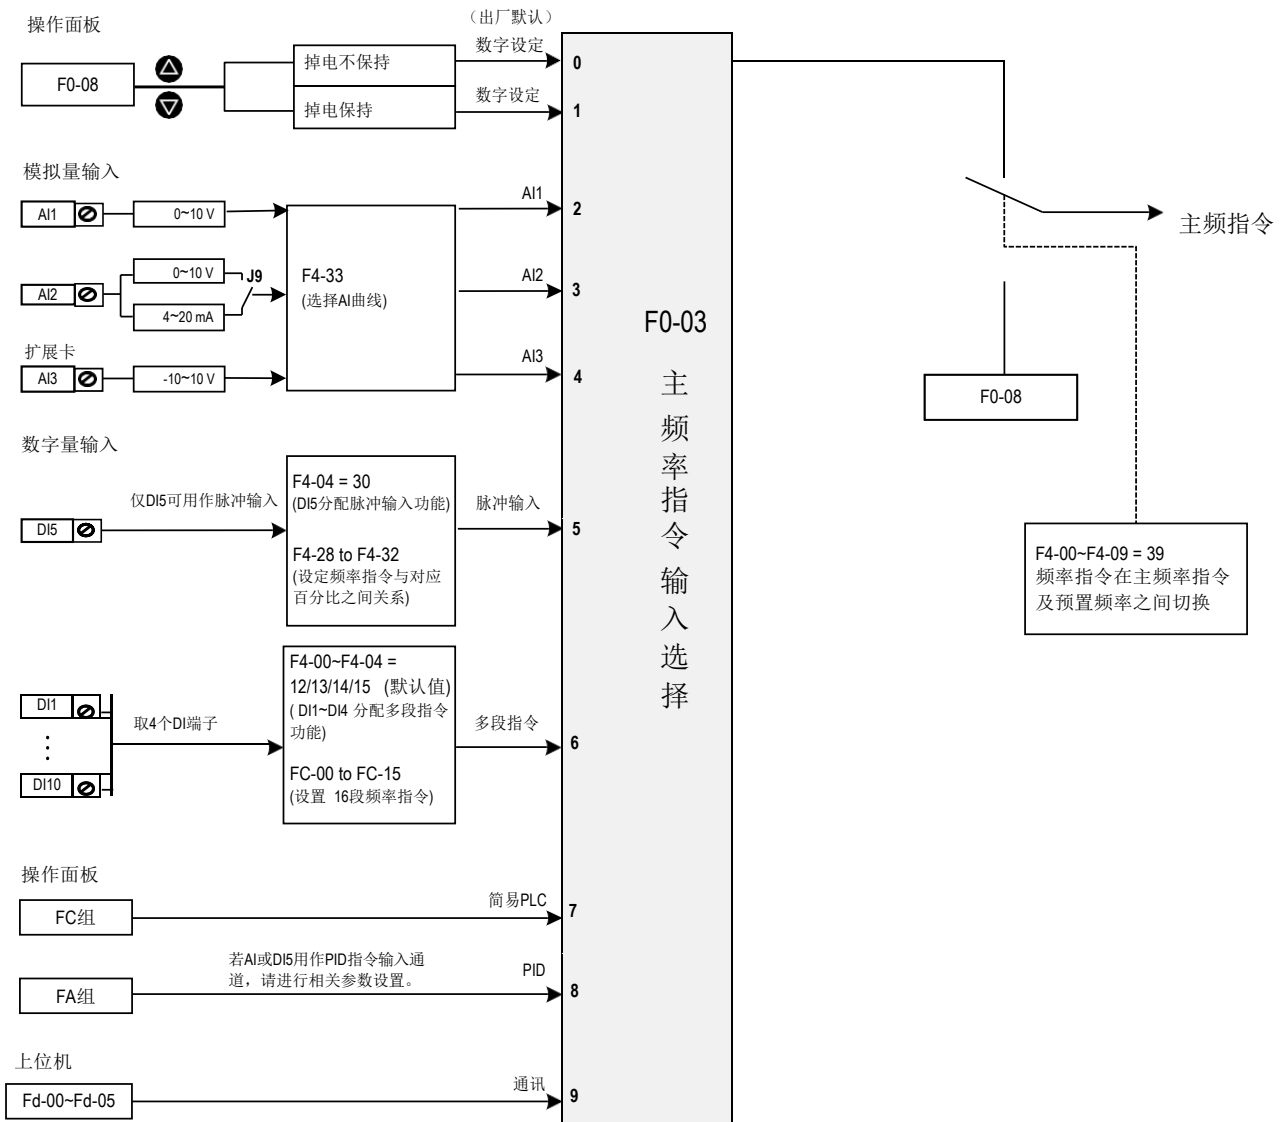 操作面板
F0-08
掉电不保持
掉电保持
（出厂默认）
数字设定
0
数字设定
1
模拟量输入
AI1
0~10 V
AI1
2
AI2
0~10 V
4~20 mA
J9
F4-33
(选择AI曲线)
AI2
3
扩展卡
AI3
-10~10 V
AI3
4
数字量输入
DI5
仅DI5可用作脉冲输入
F4-04 = 30
(DI5分配脉冲输入功能)
F4-28 to F4-32
(设定频率指令与对应
百分比之间关系)
脉冲输入
5
DI1
DI10
取4个DI端子
F4-00~F4-04 =
12/13/14/15 (默认值)
( DI1~DI4 分配多段指令
功能)
FC-00 to FC-15
(设置 16段频率指令)
多段指令
6
操作面板
FC组
简易PLC
7
FA组
若AI或DI5用作PID指令输入通
道，请进行相关参数设置。
PID
8
上位机
Fd-00~Fd-05
通讯
9
F0-03
主
频
率
指
令
输
入
选
择
主频指令
F0-08
F4-00~F4-09 = 39
频率指令在主频率指令
及预置频率之间切换